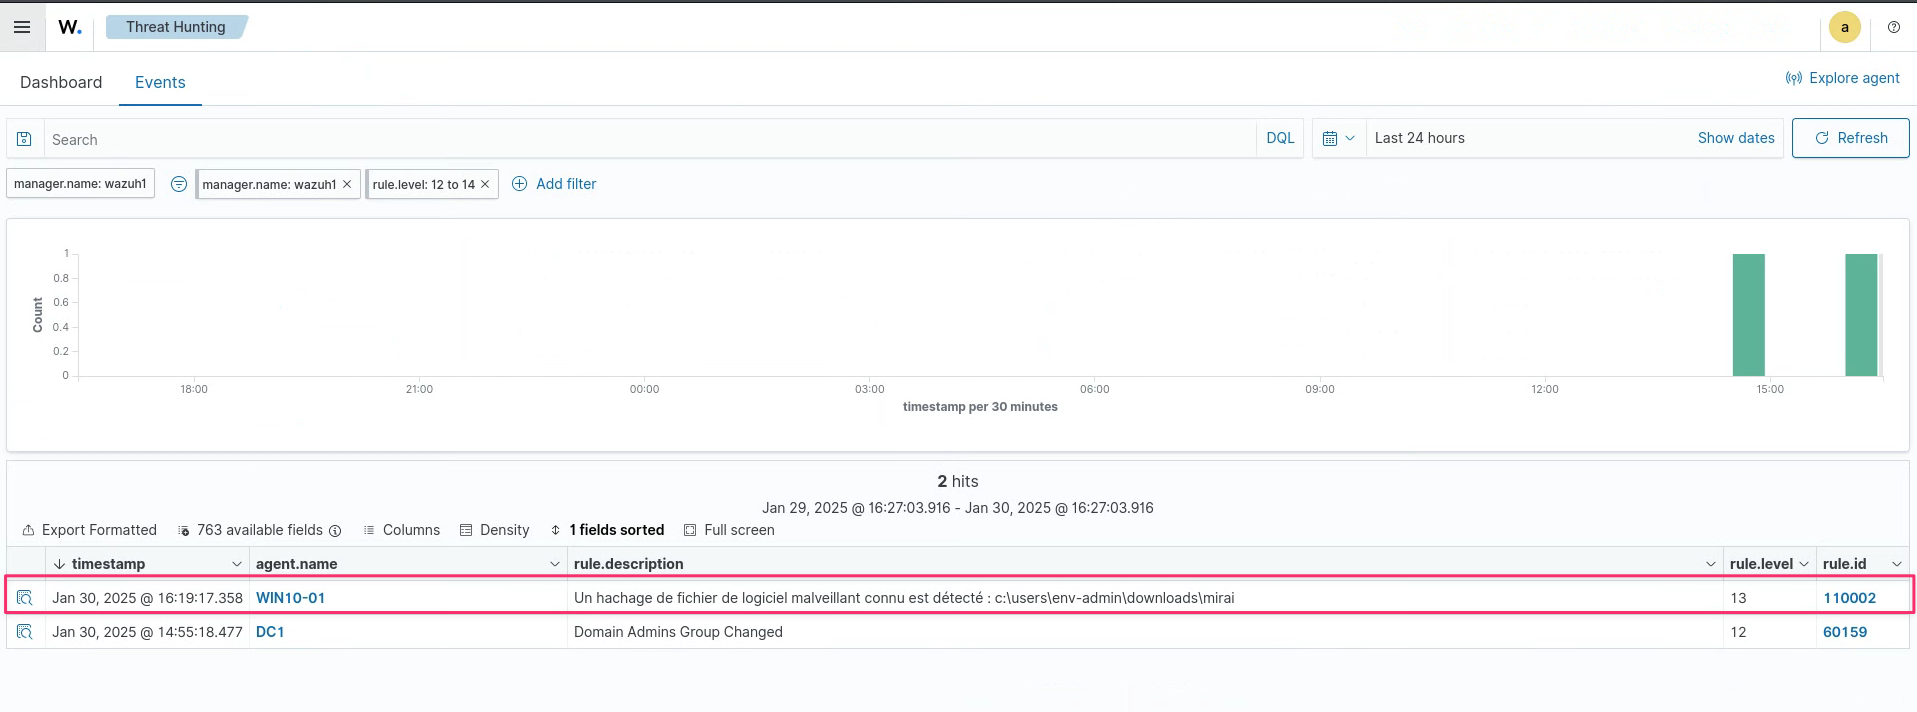 W. Threat Hunting a
Dashboard Events Explore agent
Search DQL Last 24 hours Show dates Refresh
manager.name: wazuh1 manager.name: wazuh1 × rule.level: 12 to 14 × Add filter
1
0.8
0.6
0.4
0.2
0
Count
18:00 21:00 00:00 03:00 06:00 09:00 12:00 15:00
timestamp per 30 minutes
2 hits
Jan 29, 2025 @ 16:27:03.916 - Jan 30, 2025 @ 16:27:03.916
Export Formatted 763 available fields Columns Density 1 fields sorted Full screen
timestamp agent.name rule.description rule.level rule.id
Jan 30, 2025 @ 16:19:17.358 WIN10-01 Un hachage de fichier de logiciel malveillant connu est détecté : c:\users\env-admin\downloads\mirai 13 110002
Jan 30, 2025 @ 14:55:18.477 DC1 Domain Admins Group Changed 12 60159